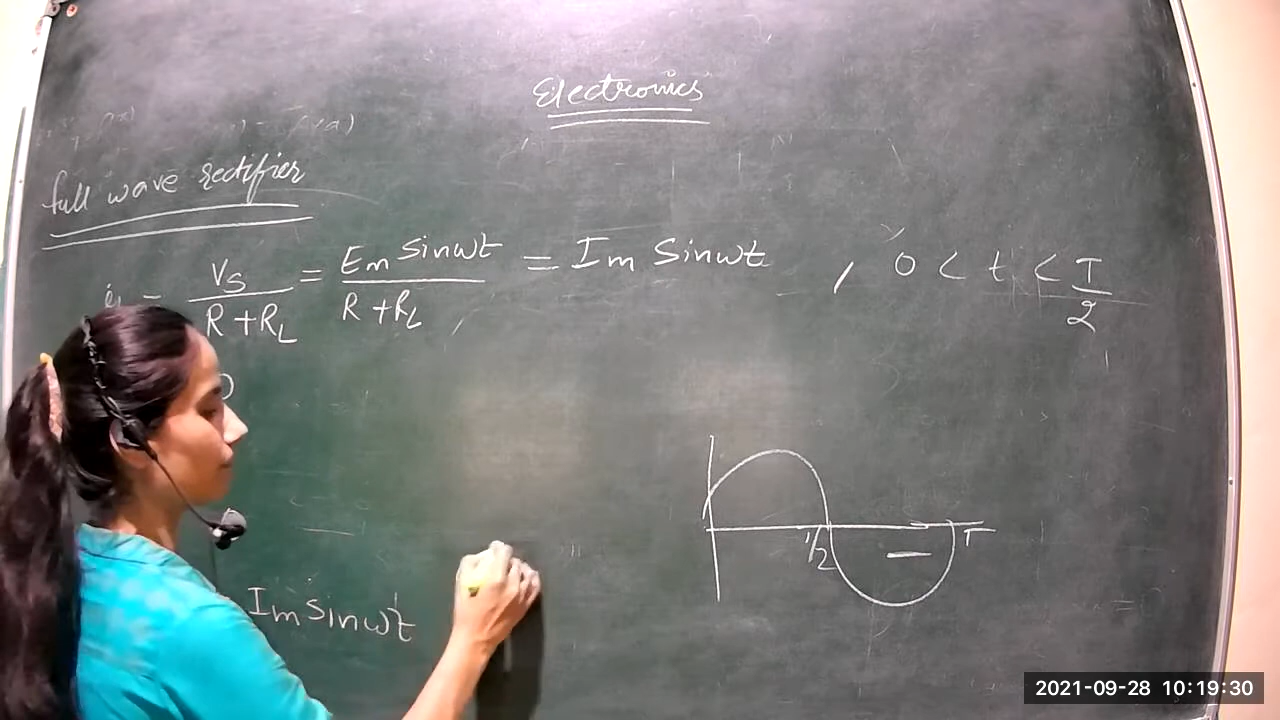 Electronics
full wave rectifier
i₁ = Vs / (R + RL) = Em sinωt / (R + RL) = Im sinωt , 0 < t < T/2
T/2
T
Im sinωt
2021-09-28 10:19:30